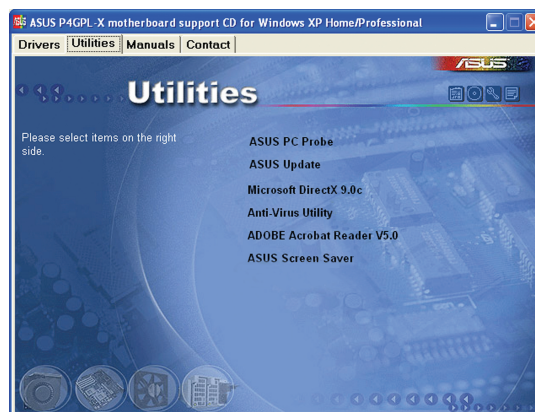 ASUS P4GPL-X motherboard support CD for Windows XP Home/Professional
Drivers Utilities Manuals Contact
ASUS
Utilities
Please select items on the right
side.
ASUS PC Probe
ASUS Update
Microsoft DirectX 9.0c
Anti-Virus Utility
ADOBE Acrobat Reader V5.0
ASUS Screen Saver